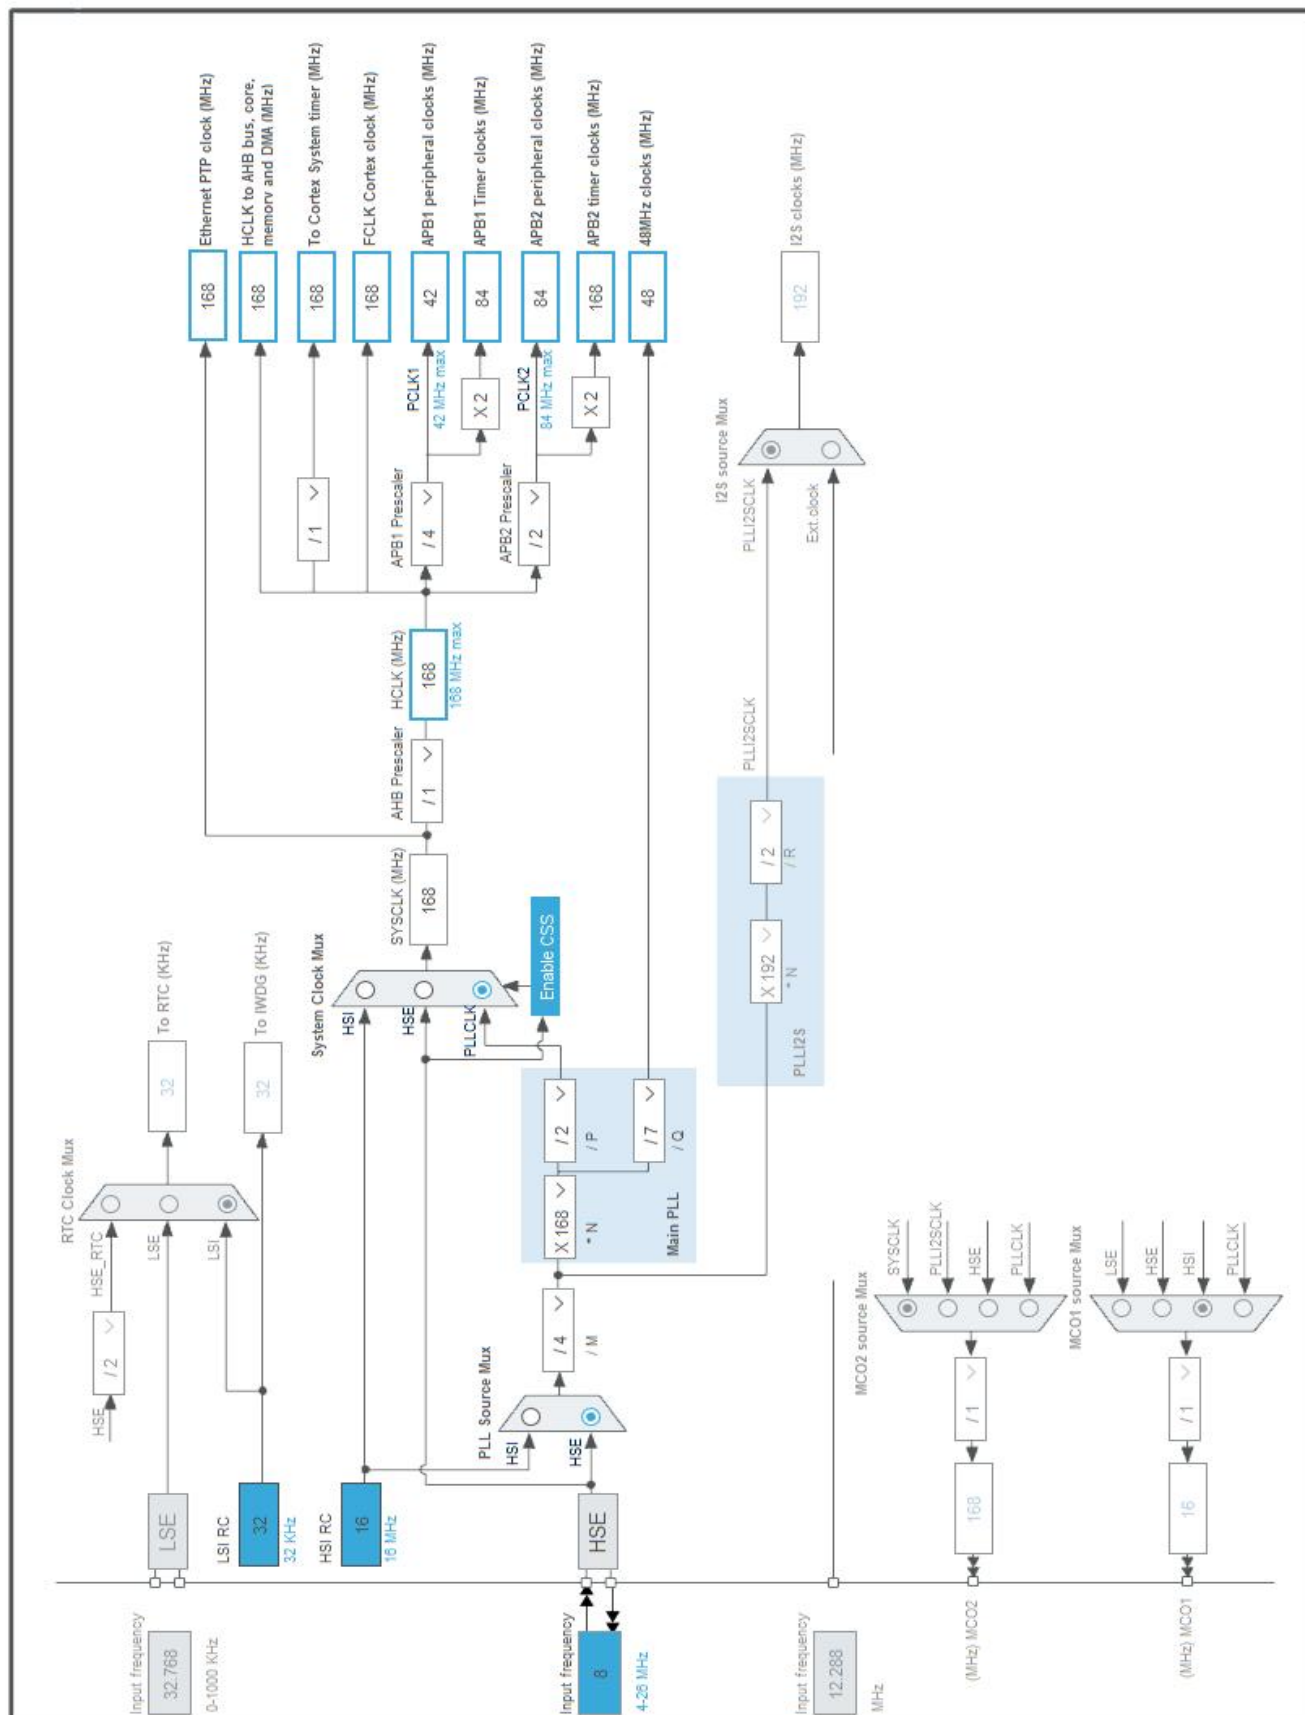 Input frequency
32.768
0-1000 KHz
LSE
LSI RC
32
32 KHz
HSE
/ 2
HSE_RTC
LSE
LSI
RTC Clock Mux
32
To RTC (KHz)
32
To IWDG (KHz)
HSI RC
16
16 MHz
Input frequency
8
4-26 MHz
HSE
PLL Source Mux
HSI
HSE
/ 4
/ M
X 168
* N
/ 2
/ P
/ 7
/ Q
Main PLL
System Clock Mux
HSI
HSE
PLLCLK
Enable CSS
SYSCLK (MHz)
168
AHB Prescaler
/ 1
HCLK (MHz)
168
168 MHz max
/ 1
APB1 Prescaler
/ 4
PCLK1
42 MHz max
X 2
APB2 Prescaler
/ 2
PCLK2
84 MHz max
X 2
168
Ethernet PTP clock (MHz)
168
HCLK to AHB bus, core,
memory and DMA (MHz)
168
To Cortex System timer (MHz)
168
FCLK Cortex clock (MHz)
42
APB1 peripheral clocks (MHz)
84
APB1 Timer clocks (MHz)
84
APB2 peripheral clocks (MHz)
168
APB2 timer clocks (MHz)
48
48MHz clocks (MHz)
PLLI2S
X 192
* N
/ 2
/ R
PLLI2SCLK
PLLI2SCLK
Ext.clock
I2S source Mux
192
I2S clocks (MHz)
Input frequency
12.288
MHz
MCO2 source Mux
SYSCLK
PLLI2SCLK
HSE
PLLCLK
/ 1
168
(MHz) MCO2
MCO1 source Mux
LSE
HSE
HSI
PLLCLK
/ 1
16
(MHz) MCO1